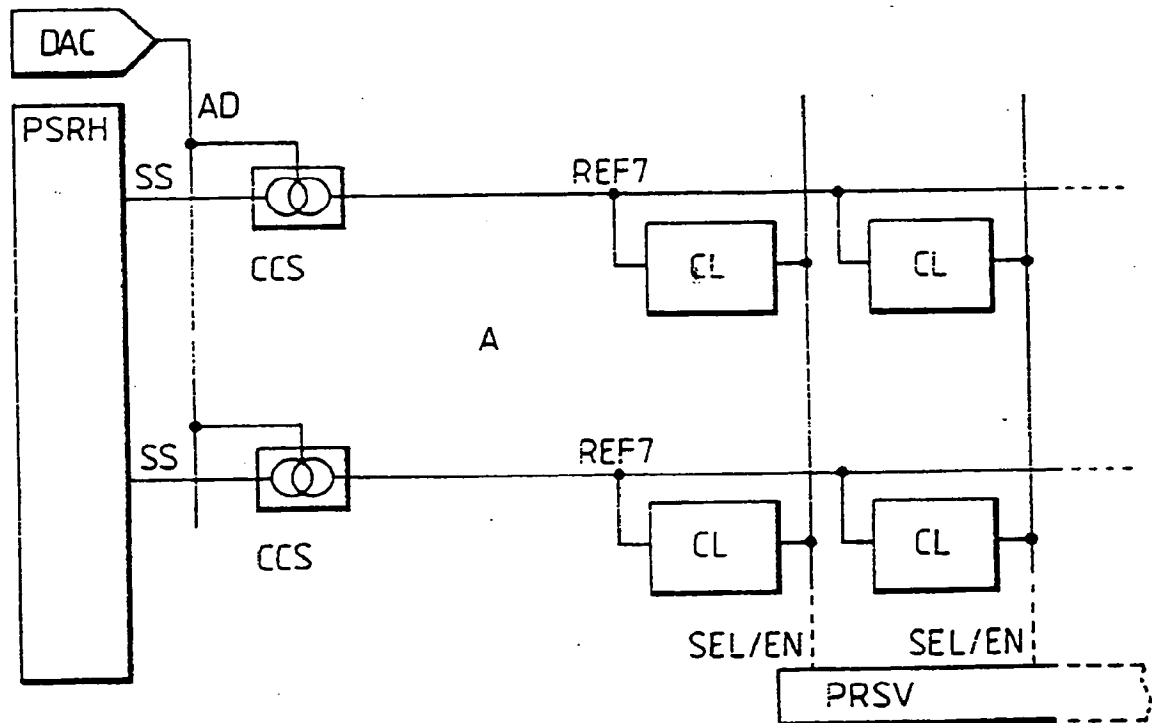 DAC
AD
PSRH
SS
REF7
CL
CL
CCS
A
SS
REF7
CCS
CL
CL
SEL/EN
SEL/EN
PRSV